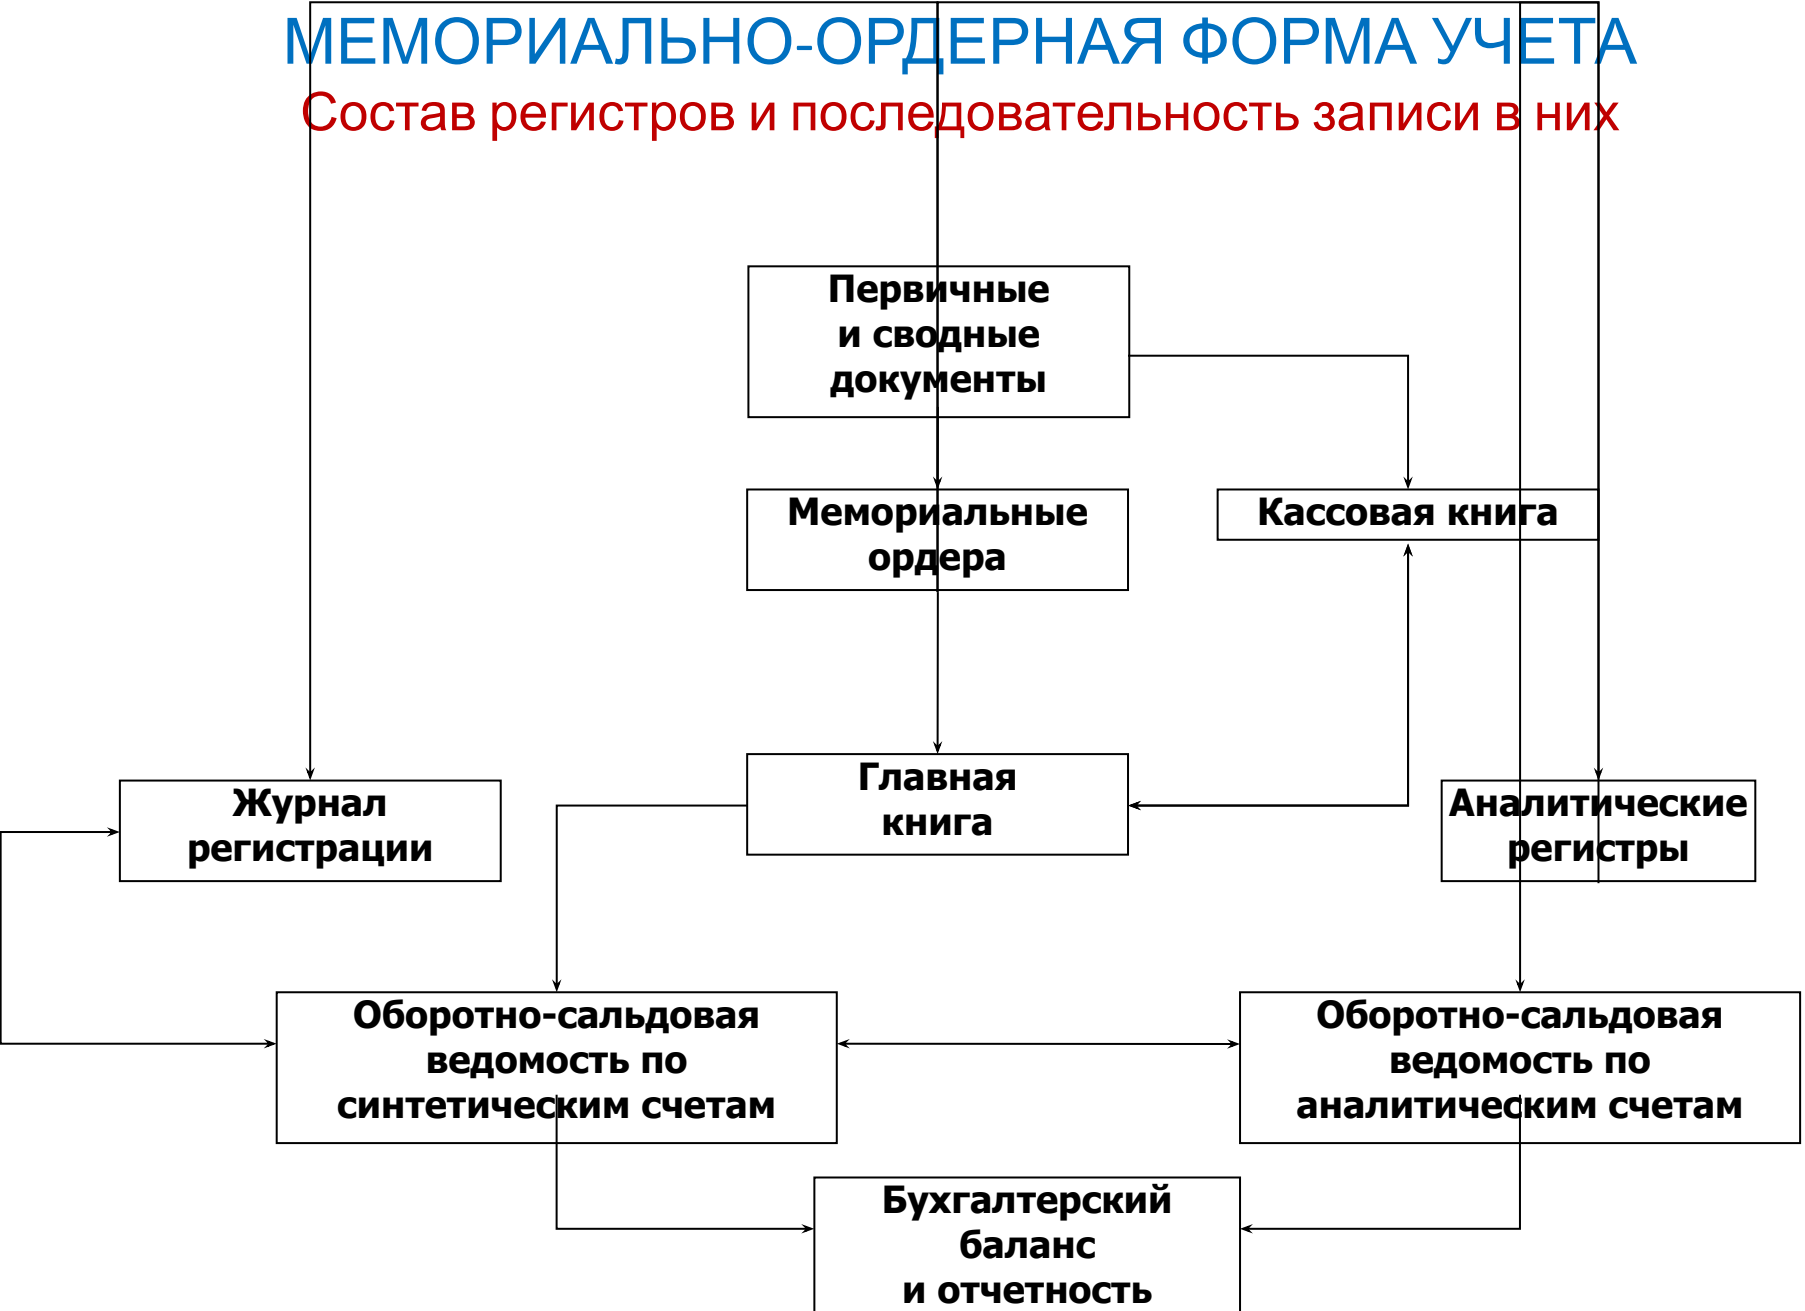 МЕМОРИАЛЬНО-ОРДЕРНАЯ ФОРМА УЧЕТА
Состав регистров и последовательность записи в них
Первичные
и сводные
документы
Мемориальные
ордера
Кассовая книга
Главная
книга
Журнал
регистрации
Аналитические
регистры
Оборотно-сальдовая
ведомость по
синтетическим счетам
Оборотно-сальдовая
ведомость по
аналитическим счетам
Бухгалтерский
баланс
и отчетность